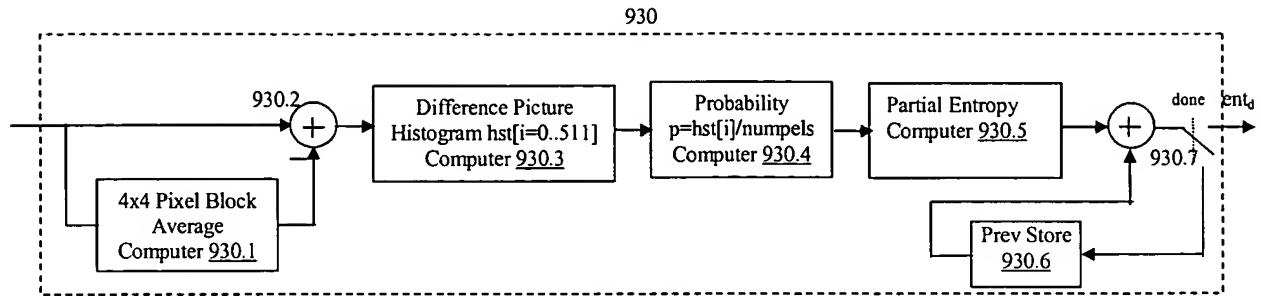 930
930.2
Difference Picture
Histogram hst[i=0..511]
Computer 930.3
Probability
p=hst[i]/numpels
Computer 930.4
Partial Entropy
Computer 930.5
done
ent_d
930.7
4x4 Pixel Block
Average
Computer 930.1
Prev Store
930.6